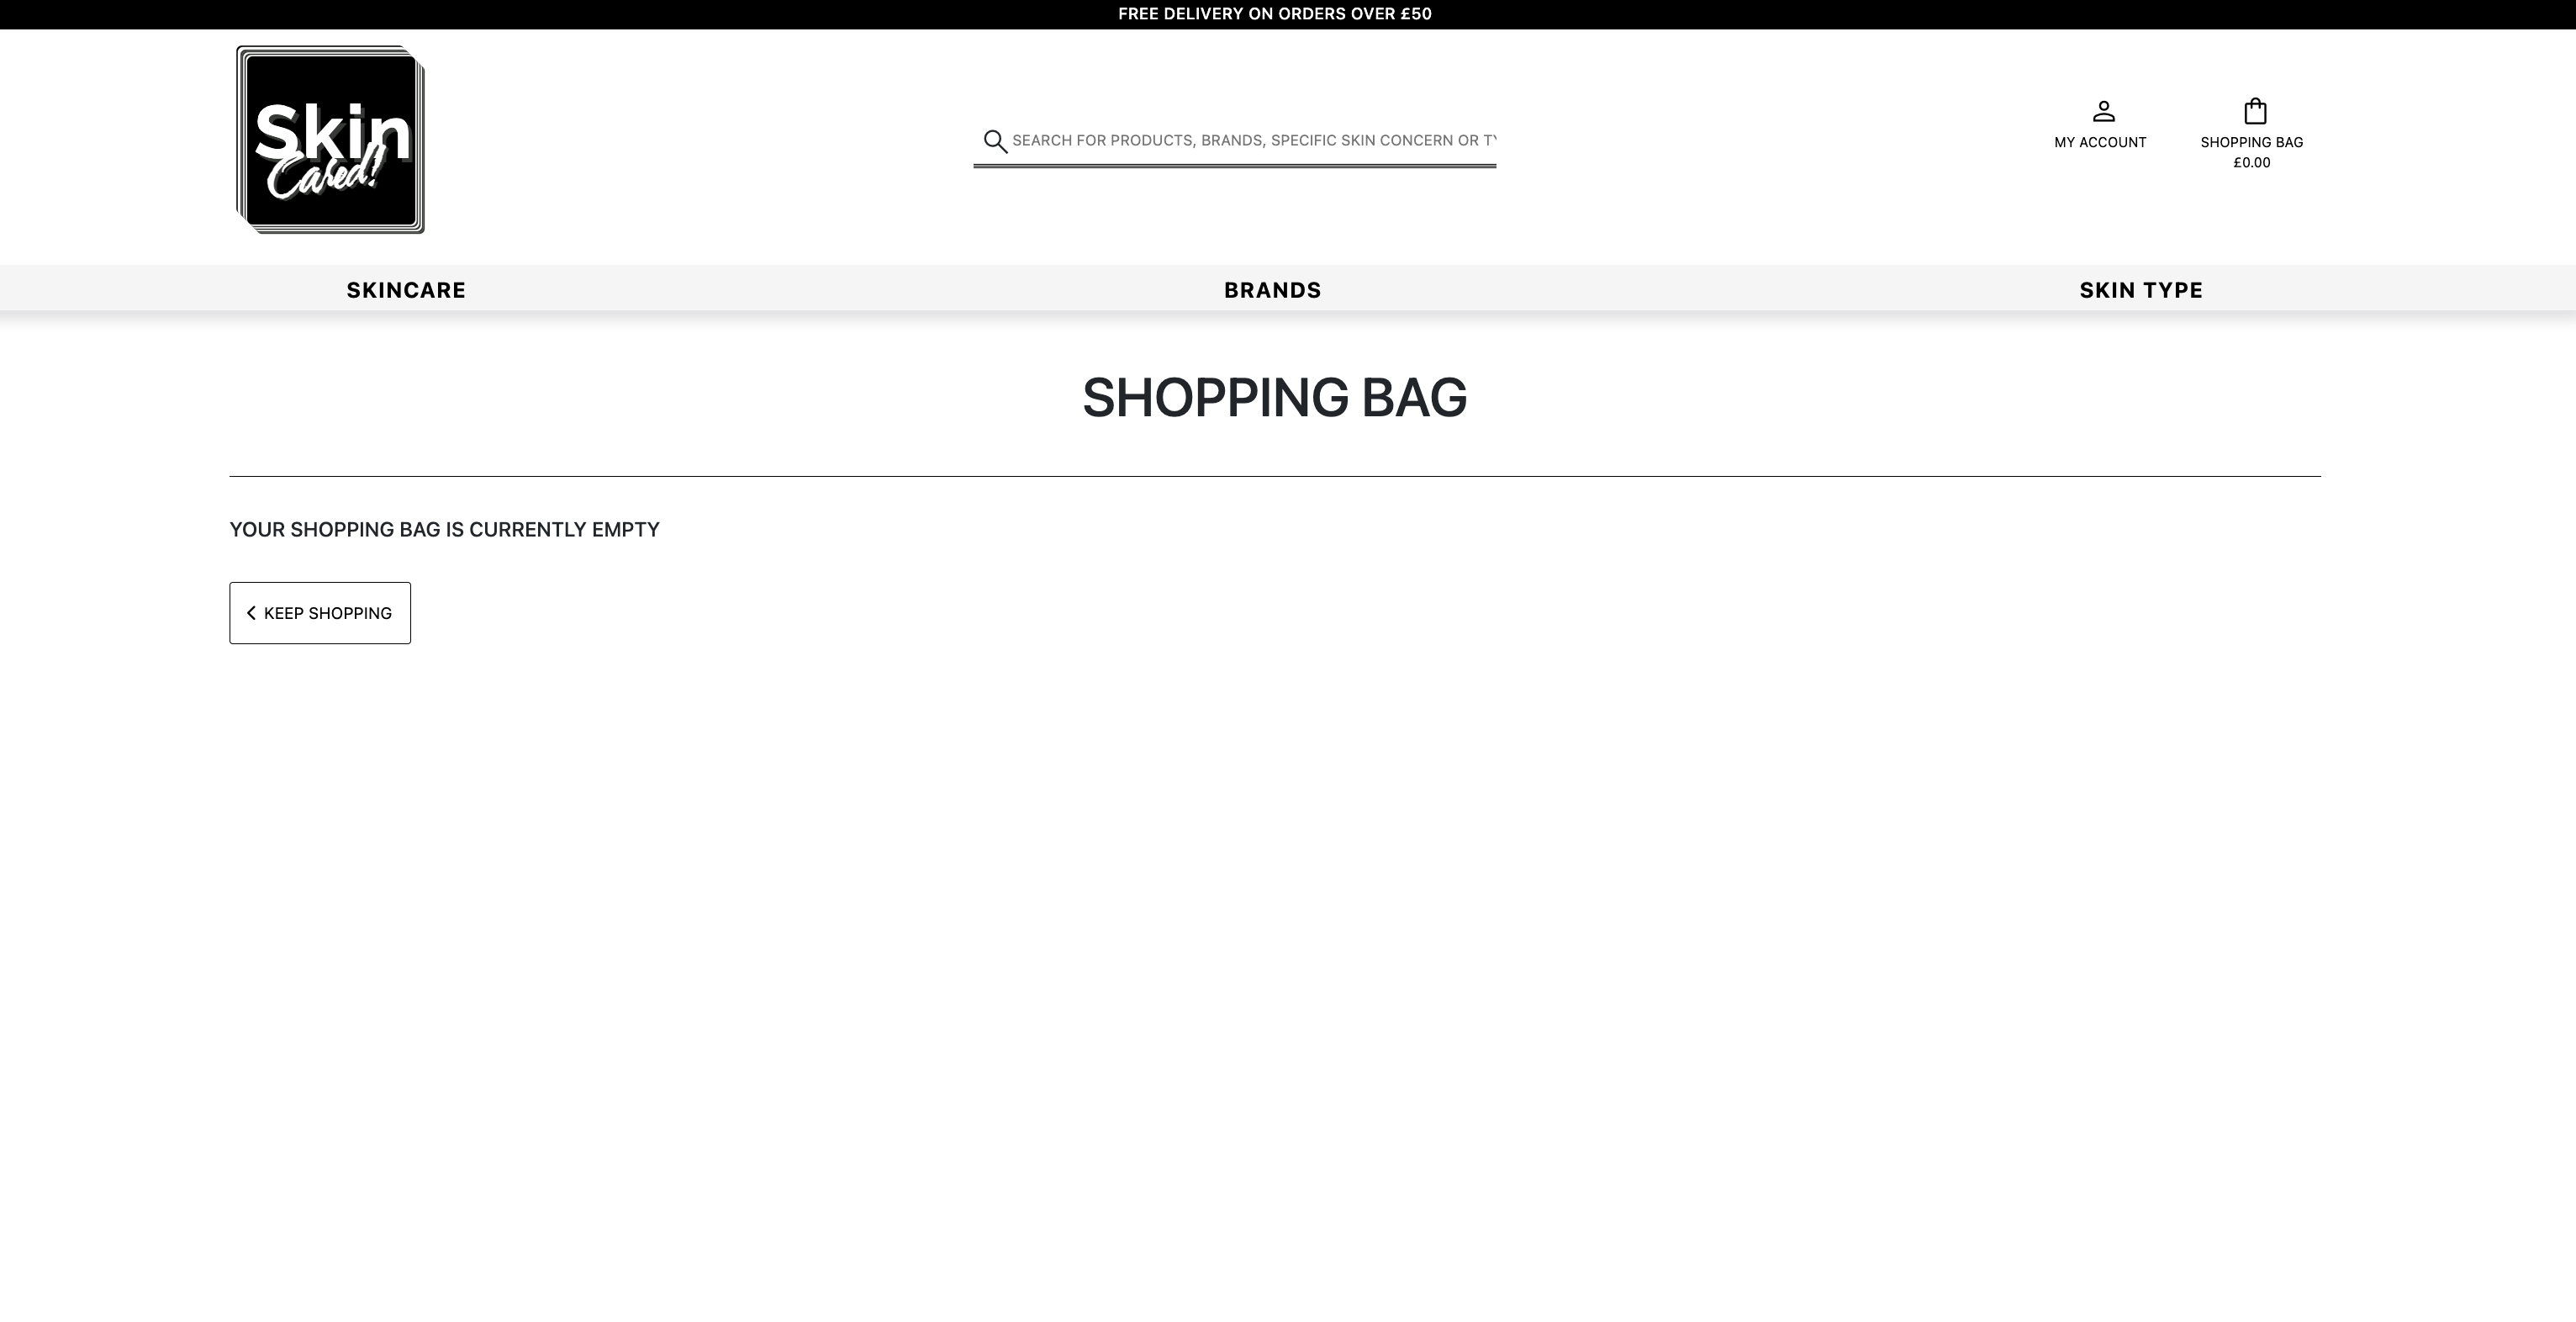 FREE DELIVERY ON ORDERS OVER £50
Skin
Cared!
SEARCH FOR PRODUCTS, BRANDS, SPECIFIC SKIN CONCERN OR
MY ACCOUNT
SHOPPING BAG
£0.00
SKINCARE
BRANDS
SKIN TYPE
SHOPPING BAG
YOUR SHOPPING BAG IS CURRENTLY EMPTY
KEEP SHOPPING